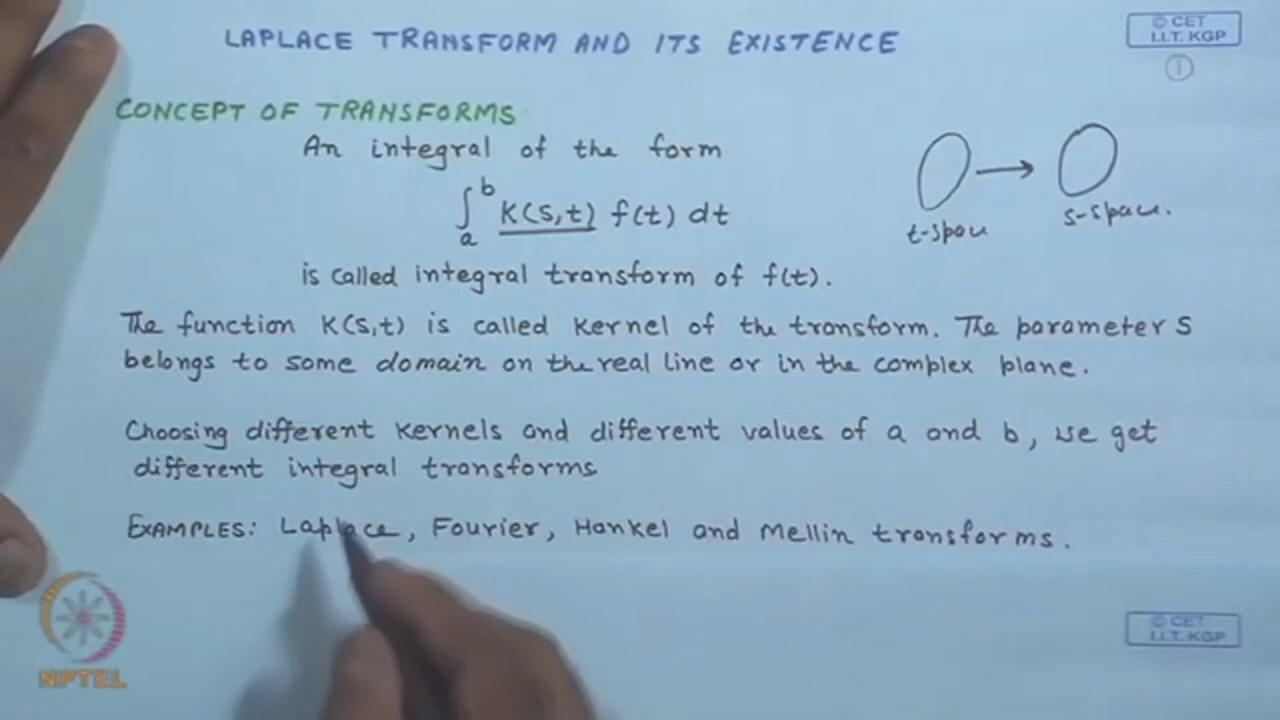 LAPLACE TRANSFORM AND ITS EXISTENCE
© CET
I.I.T. KGP
1
CONCEPT OF TRANSFORMS
An integral of the form
∫_a^b K(s,t) f(t) dt
t-spau
s-space.
is called integral transform of f(t).
The function K(s,t) is called kernel of the transform. The parameter s
belongs to some domain on the real line or in the complex plane.
Choosing different kernels and different values of a and b, we get
different integral transforms
EXAMPLES: Laplace, Fourier, Hankel and Mellin transforms.
© CET
I.I.T. KGP
NPTEL